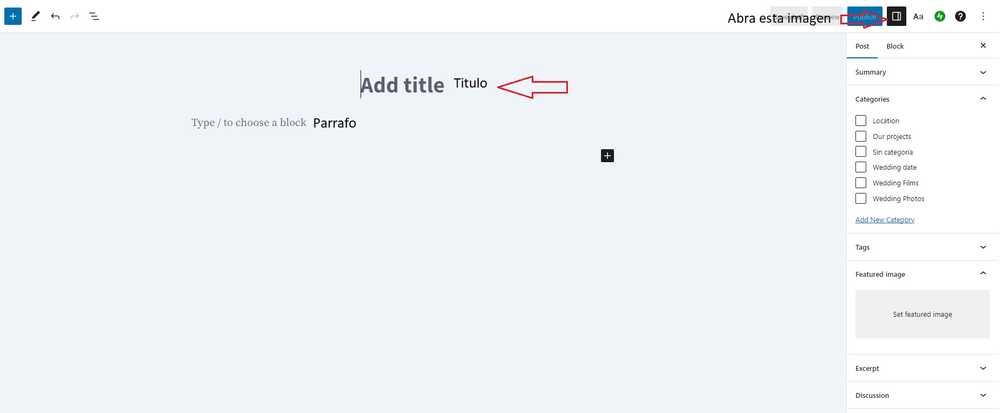 Abra esta imagen
Publish
Aa
Post Block
Summary
Add title Titulo
Categories
Type / to choose a block Parrafo
Location
Our projects
Sin categoría
Wedding date
Wedding Films
Wedding Photos
Add New Category
Tags
Featured image
Set featured image
Excerpt
Discussion